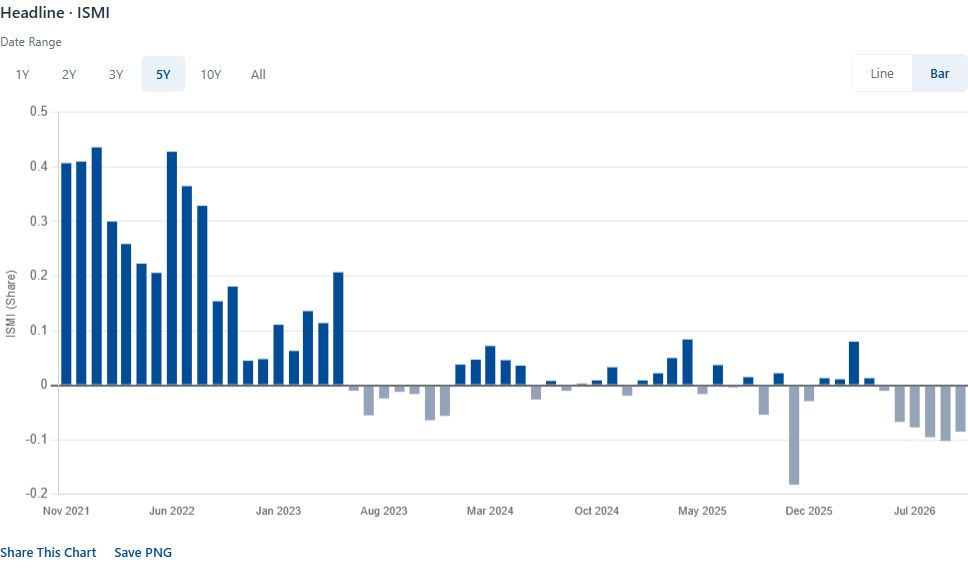 Headline · ISMI
Date Range
1Y 2Y 3Y 5Y 10Y All Line Bar
0.5
0.4
0.3
0.2
0.1
0
-0.1
-0.2
ISMI (Share)
Nov 2021 Jun 2022 Jan 2023 Aug 2023 Mar 2024 Oct 2024 May 2025 Dec 2025 Jul 2026
Share This Chart Save PNG